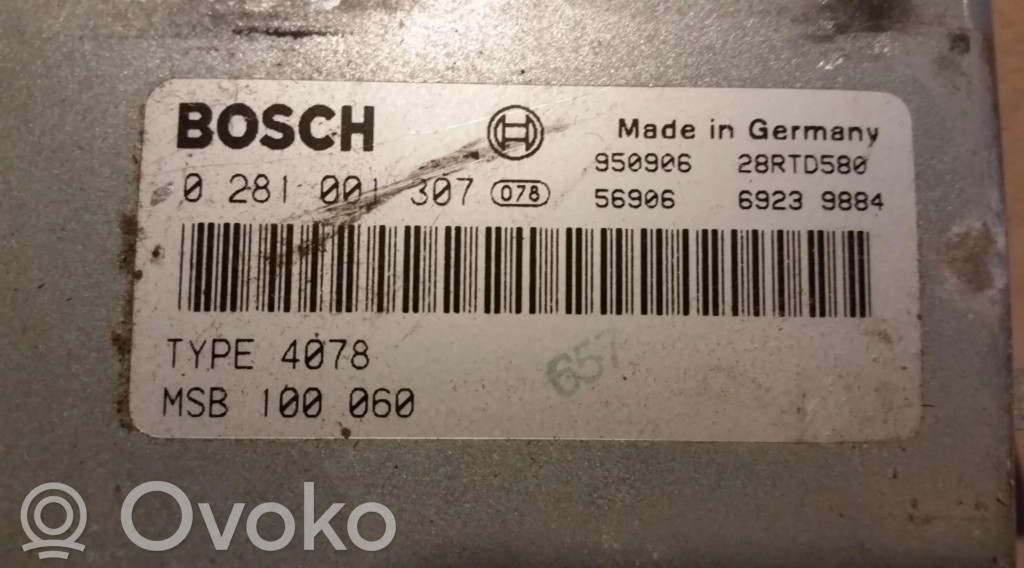 BOSCH
Made in Germany
0 281 001 307 078
950906 28RTD580
56906 6923 9884
TYPE 4078
657
MSB 100 060
Ovoko